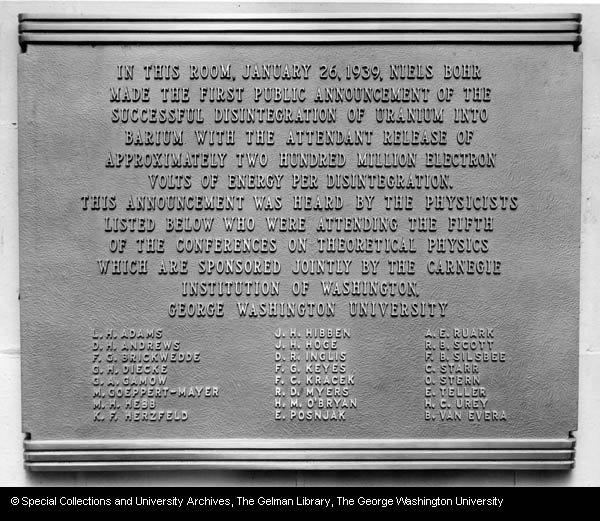 IN THIS ROOM, JANUARY 26, 1939, NIELS BOHR
MADE THE FIRST PUBLIC ANNOUNCEMENT OF THE
SUCCESSFUL DISINTEGRATION OF URANIUM INTO
BARIUM WITH THE ATTENDANT RELEASE OF
APPROXIMATELY TWO HUNDRED MILLION ELECTRON
VOLTS OF ENERGY PER DISINTEGRATION.
THIS ANNOUNCEMENT WAS HEARD BY THE PHYSICISTS
LISTED BELOW WHO WERE ATTENDING THE FIFTH
OF THE CONFERENCES ON THEORETICAL PHYSICS
WHICH ARE SPONSORED JOINTLY BY THE CARNEGIE
INSTITUTION OF WASHINGTON,
GEORGE WASHINGTON UNIVERSITY
L. H. ADAMS
D. H. ANDREWS
F. G. BRICKWEDDE
G. H. DIECKE
G. A. GAMOW
M. GOEPPERT-MAYER
M. H. HEBB
K. F. HERZFELD
J. H. HIBBEN
J. H. HOGE
D. R. INGLIS
F. G. KEYES
F. C. KRACEK
R. D. MYERS
H. M. O'BRYAN
E. POSNJAK
A. E. RUARK
R. B. SCOTT
F. B. SILSBEE
C. STARR
O. STERN
E. TELLER
H. C. UREY
B. VAN EVERA
© Special Collections and University Archives, The Gelman Library, The George Washington University